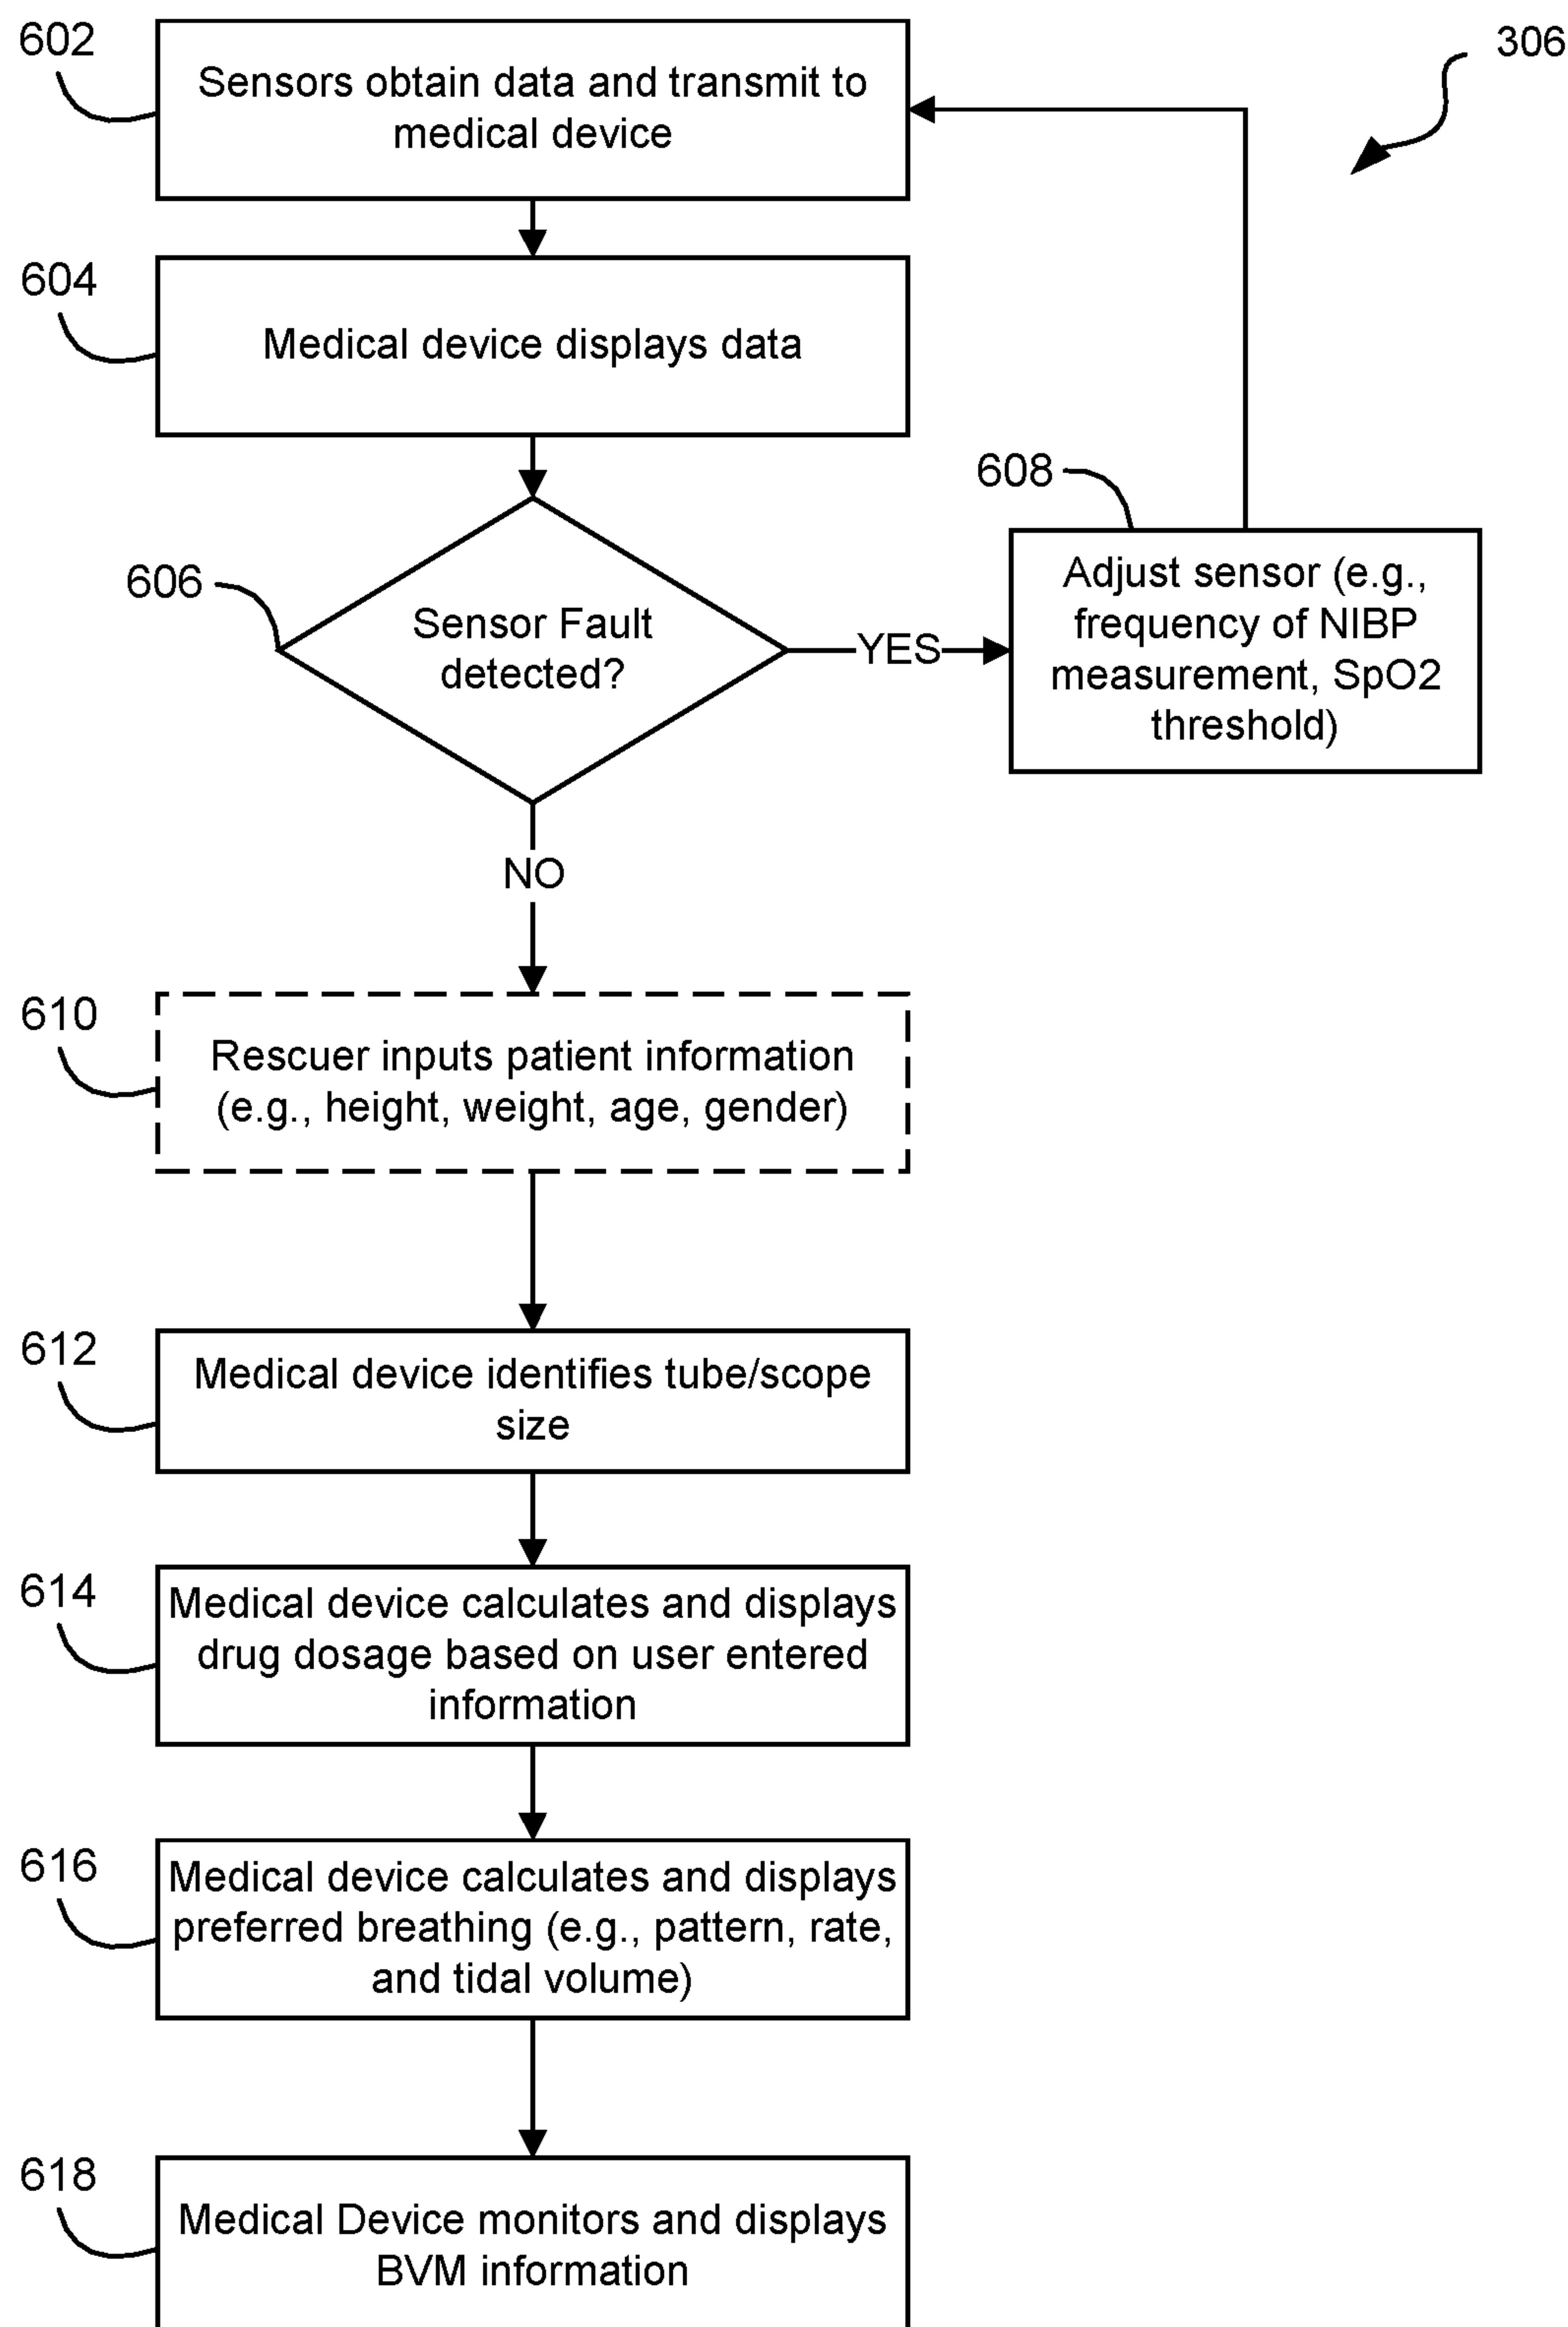 602
306
Sensors obtain data and transmit to
medical device
604
Medical device displays data
608
606
Sensor Fault
detected?
YES
Adjust sensor (e.g.,
frequency of NIBP
measurement, SpO2
threshold)
NO
610
Rescuer inputs patient information
(e.g., height, weight, age, gender)
612
Medical device identifies tube/scope
size
614
Medical device calculates and displays
drug dosage based on user entered
information
616
Medical device calculates and displays
preferred breathing (e.g., pattern, rate,
and tidal volume)
618
Medical Device monitors and displays
BVM information